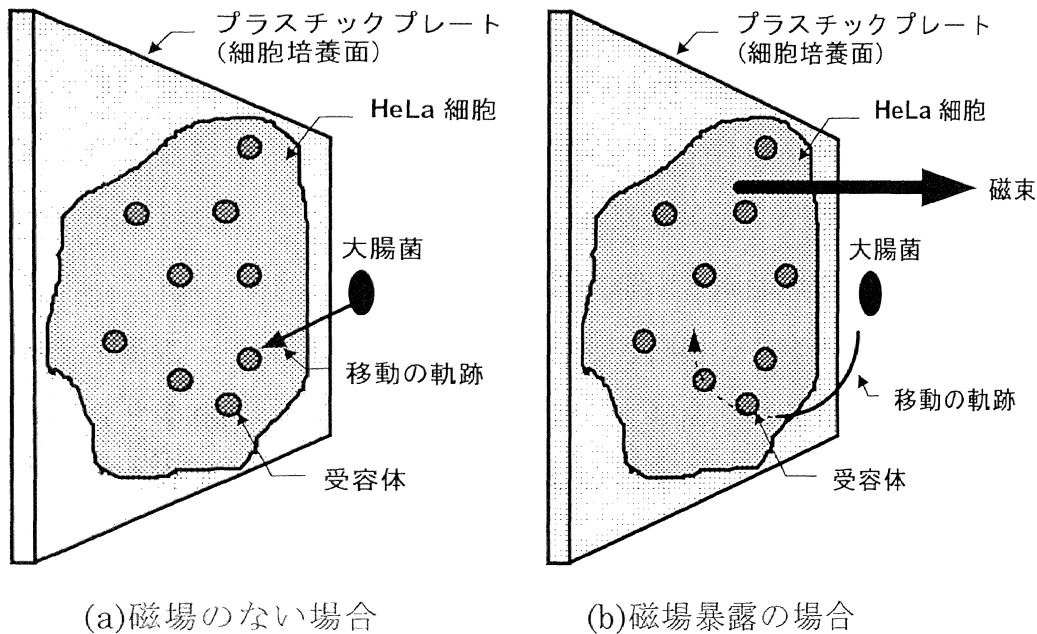 プラスチックプレート
(細胞培養面)
HeLa 細胞
大腸菌
移動の軌跡
受容体
(a)磁場のない場合
プラスチックプレート
(細胞培養面)
HeLa 細胞
磁束
大腸菌
移動の軌跡
受容体
(b)磁場暴露の場合